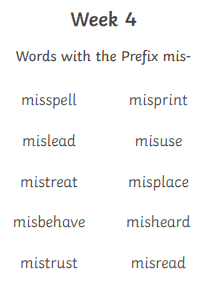 Week 4
Words with the Prefix mis-
misspell misprint
mislead misuse
mistreat misplace
misbehave misheard
mistrust misread